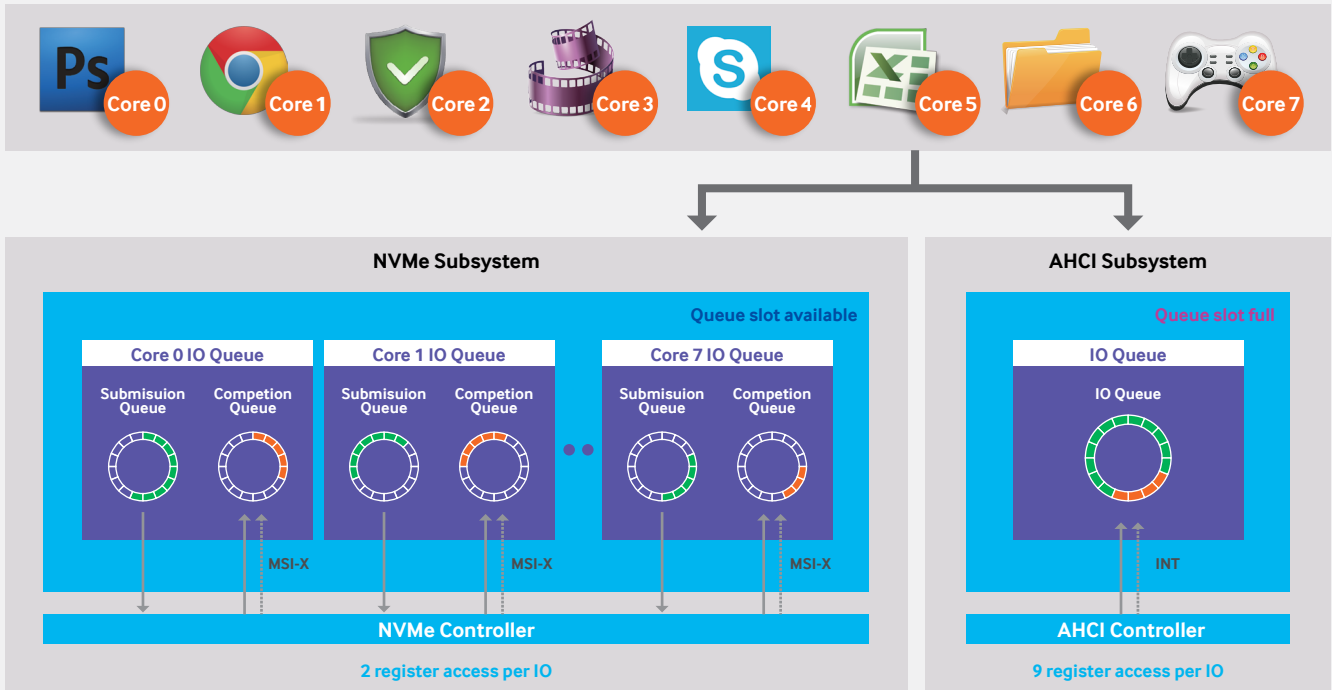 Ps
Core 0
Core 1
Core 2
Core 3
S
Core 4
X
Core 5
Core 6
Core 7
NVMe Subsystem
Queue slot available
Core 0 IO Queue
Submisuion
Queue
Competion
Queue
MSI-X
Core 1 IO Queue
Submisuion
Queue
Competion
Queue
MSI-X
Core 7 IO Queue
Submisuion
Queue
Competion
Queue
MSI-X
NVMe Controller
2 register access per IO
AHCI Subsystem
Queue slot full
IO Queue
IO Queue
INT
AHCI Controller
9 register access per IO